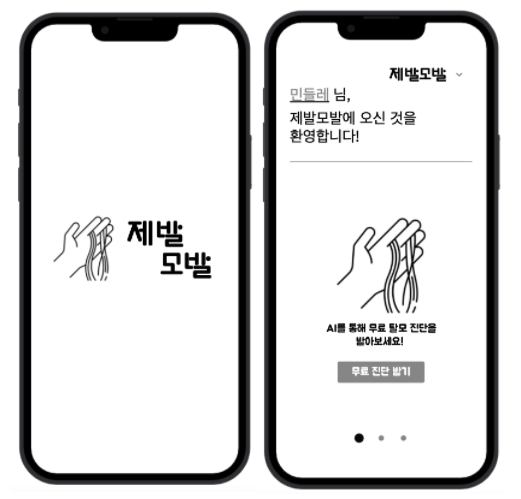 제발
모발
제발모발
민들레 님,
제발모발에 오신 것을
환영합니다!
AI를 통해 무료 탈모 진단을
받아보세요!
무료 진단 받기